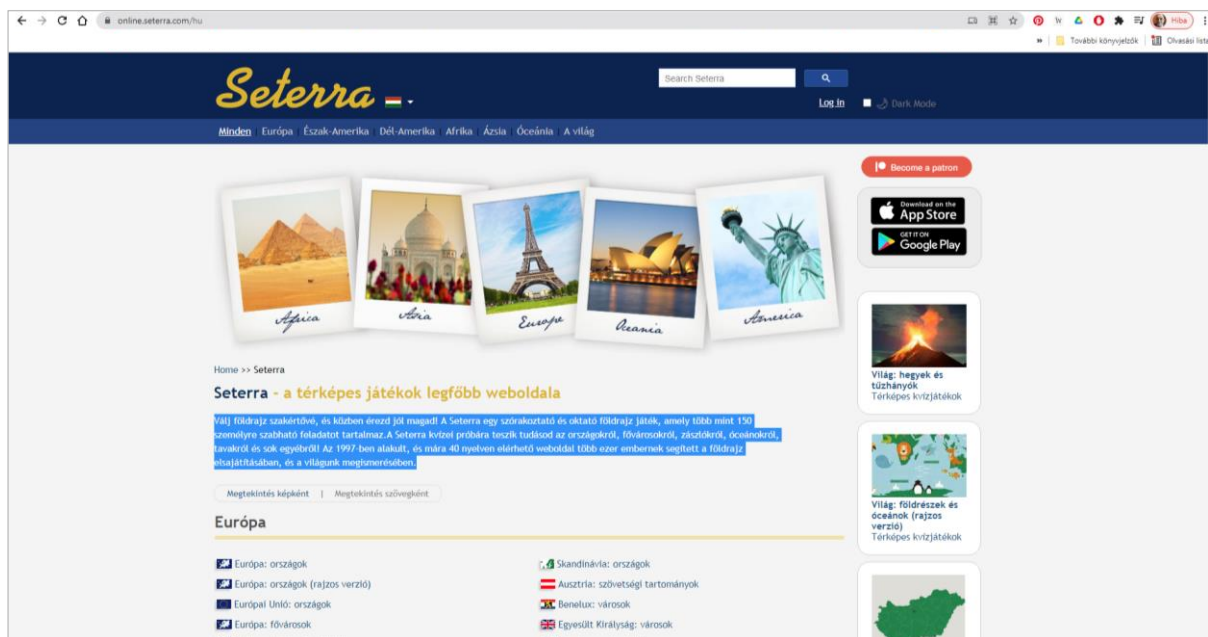 online.seterra.com/hu
Hiba
»
További könyvjelzők
Olvasási lista
Seterra
Search Seterra
Log in
Dark Mode
Minden Európa Észak-Amerika Dél-Amerika Afrika Ázsia Óceánia A világ
Become a patron
Download on the
App Store
GET IT ON
Google Play
Africa
Asia
Europe
Oceania
America
Home >> Seterra
Seterra - a térképes játékok legfőbb weboldala
Válj földrajz szakértővé, és közben érezd jól magad! A Seterra egy szórakoztató és oktató földrajz játék, amely több mint 150
személyre szabható feladatot tartalmaz.A Seterra kvízei próbára teszik tudásod az országokról, fővárosokról, zászlókról, óceánokról,
tavakról és sok egyébről! Az 1997-ben alakult, és mára 40 nyelven elérhető weboldal több ezer embernek segített a földrajz
elsajátításában, és a világunk megismerésében.
Megtekintés képként | Megtekintés szövegként
Európa
Európa: országok
Európa: országok (rajzos verzió)
Európai Unió: országok
Európa: fővárosok
Skandinávia: országok
Ausztria: szövetségi tartományok
Benelux: városok
Egyesült Királyság: városok
Világ: hegyek és
tűzhányók
Térképes kvízjátékok
Világ: földrészek és
óceánok (rajzos
verzió)
Térképes kvízjátékok